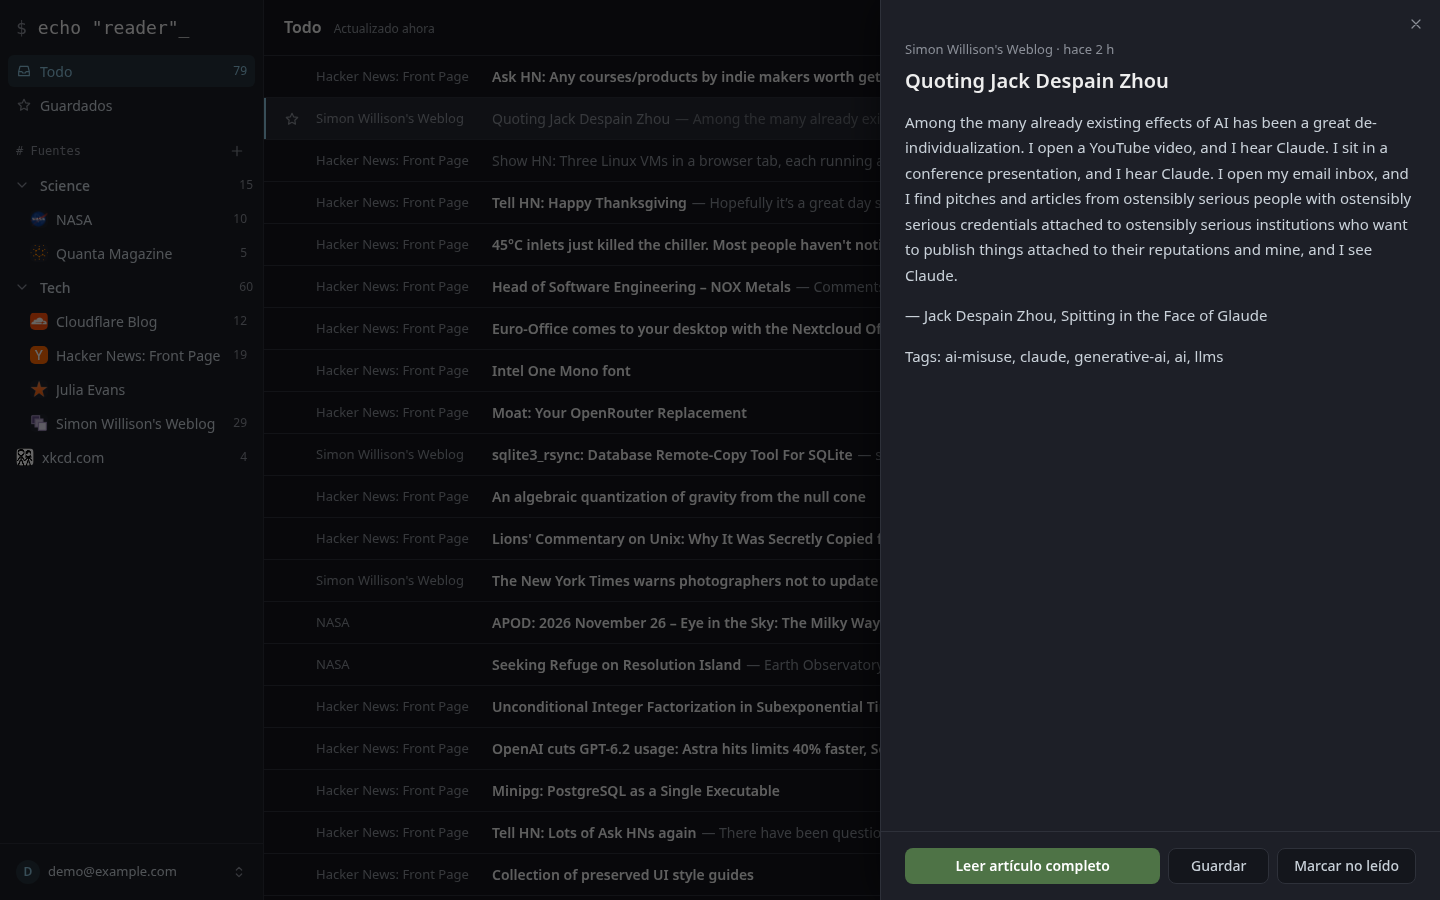 $ echo "reader"_
Todo 79
Guardados
# Fuentes +
Science 15
NASA 10
Quanta Magazine 5
Tech 60
Cloudflare Blog 12
Hacker News: Front Page 19
Julia Evans
Simon Willison's Weblog 29
xkcd.com 4
D demo@example.com
Todo Actualizado ahora
Hacker News: Front Page Ask HN: Any courses/products by indie makers worth get
Simon Willison's Weblog Quoting Jack Despain Zhou — Among the many already exi
Hacker News: Front Page Show HN: Three Linux VMs in a browser tab, each running
Hacker News: Front Page Tell HN: Happy Thanksgiving — Hopefully it's a great day s
Hacker News: Front Page 45°C inlets just killed the chiller. Most people haven't noti
Hacker News: Front Page Head of Software Engineering – NOX Metals — Comments
Hacker News: Front Page Euro-Office comes to your desktop with the Nextcloud Of
Hacker News: Front Page Intel One Mono font
Hacker News: Front Page Moat: Your OpenRouter Replacement
Simon Willison's Weblog sqlite3_rsync: Database Remote-Copy Tool For SQLite — s
Hacker News: Front Page An algebraic quantization of gravity from the null cone
Hacker News: Front Page Lions' Commentary on Unix: Why It Was Secretly Copied f
Simon Willison's Weblog The New York Times warns photographers not to update
NASA APOD: 2026 November 26 – Eye in the Sky: The Milky Way
NASA Seeking Refuge on Resolution Island — Earth Observatory
Hacker News: Front Page Unconditional Integer Factorization in Subexponential Ti
Hacker News: Front Page OpenAI cuts GPT-6.2 usage: Astra hits limits 40% faster, S
Hacker News: Front Page Minipg: PostgreSQL as a Single Executable
Hacker News: Front Page Tell HN: Lots of Ask HNs again — There have been questio
Hacker News: Front Page Collection of preserved UI style guides
Simon Willison's Weblog · hace 2 h
Quoting Jack Despain Zhou
Among the many already existing effects of AI has been a great de-
individualization. I open a YouTube video, and I hear Claude. I sit in a
conference presentation, and I hear Claude. I open my email inbox, and
I find pitches and articles from ostensibly serious people with ostensibly
serious credentials attached to ostensibly serious institutions who want
to publish things attached to their reputations and mine, and I see
Claude.
— Jack Despain Zhou, Spitting in the Face of Glaude
Tags: ai-misuse, claude, generative-ai, ai, llms
Leer artículo completo
Guardar
Marcar no leído